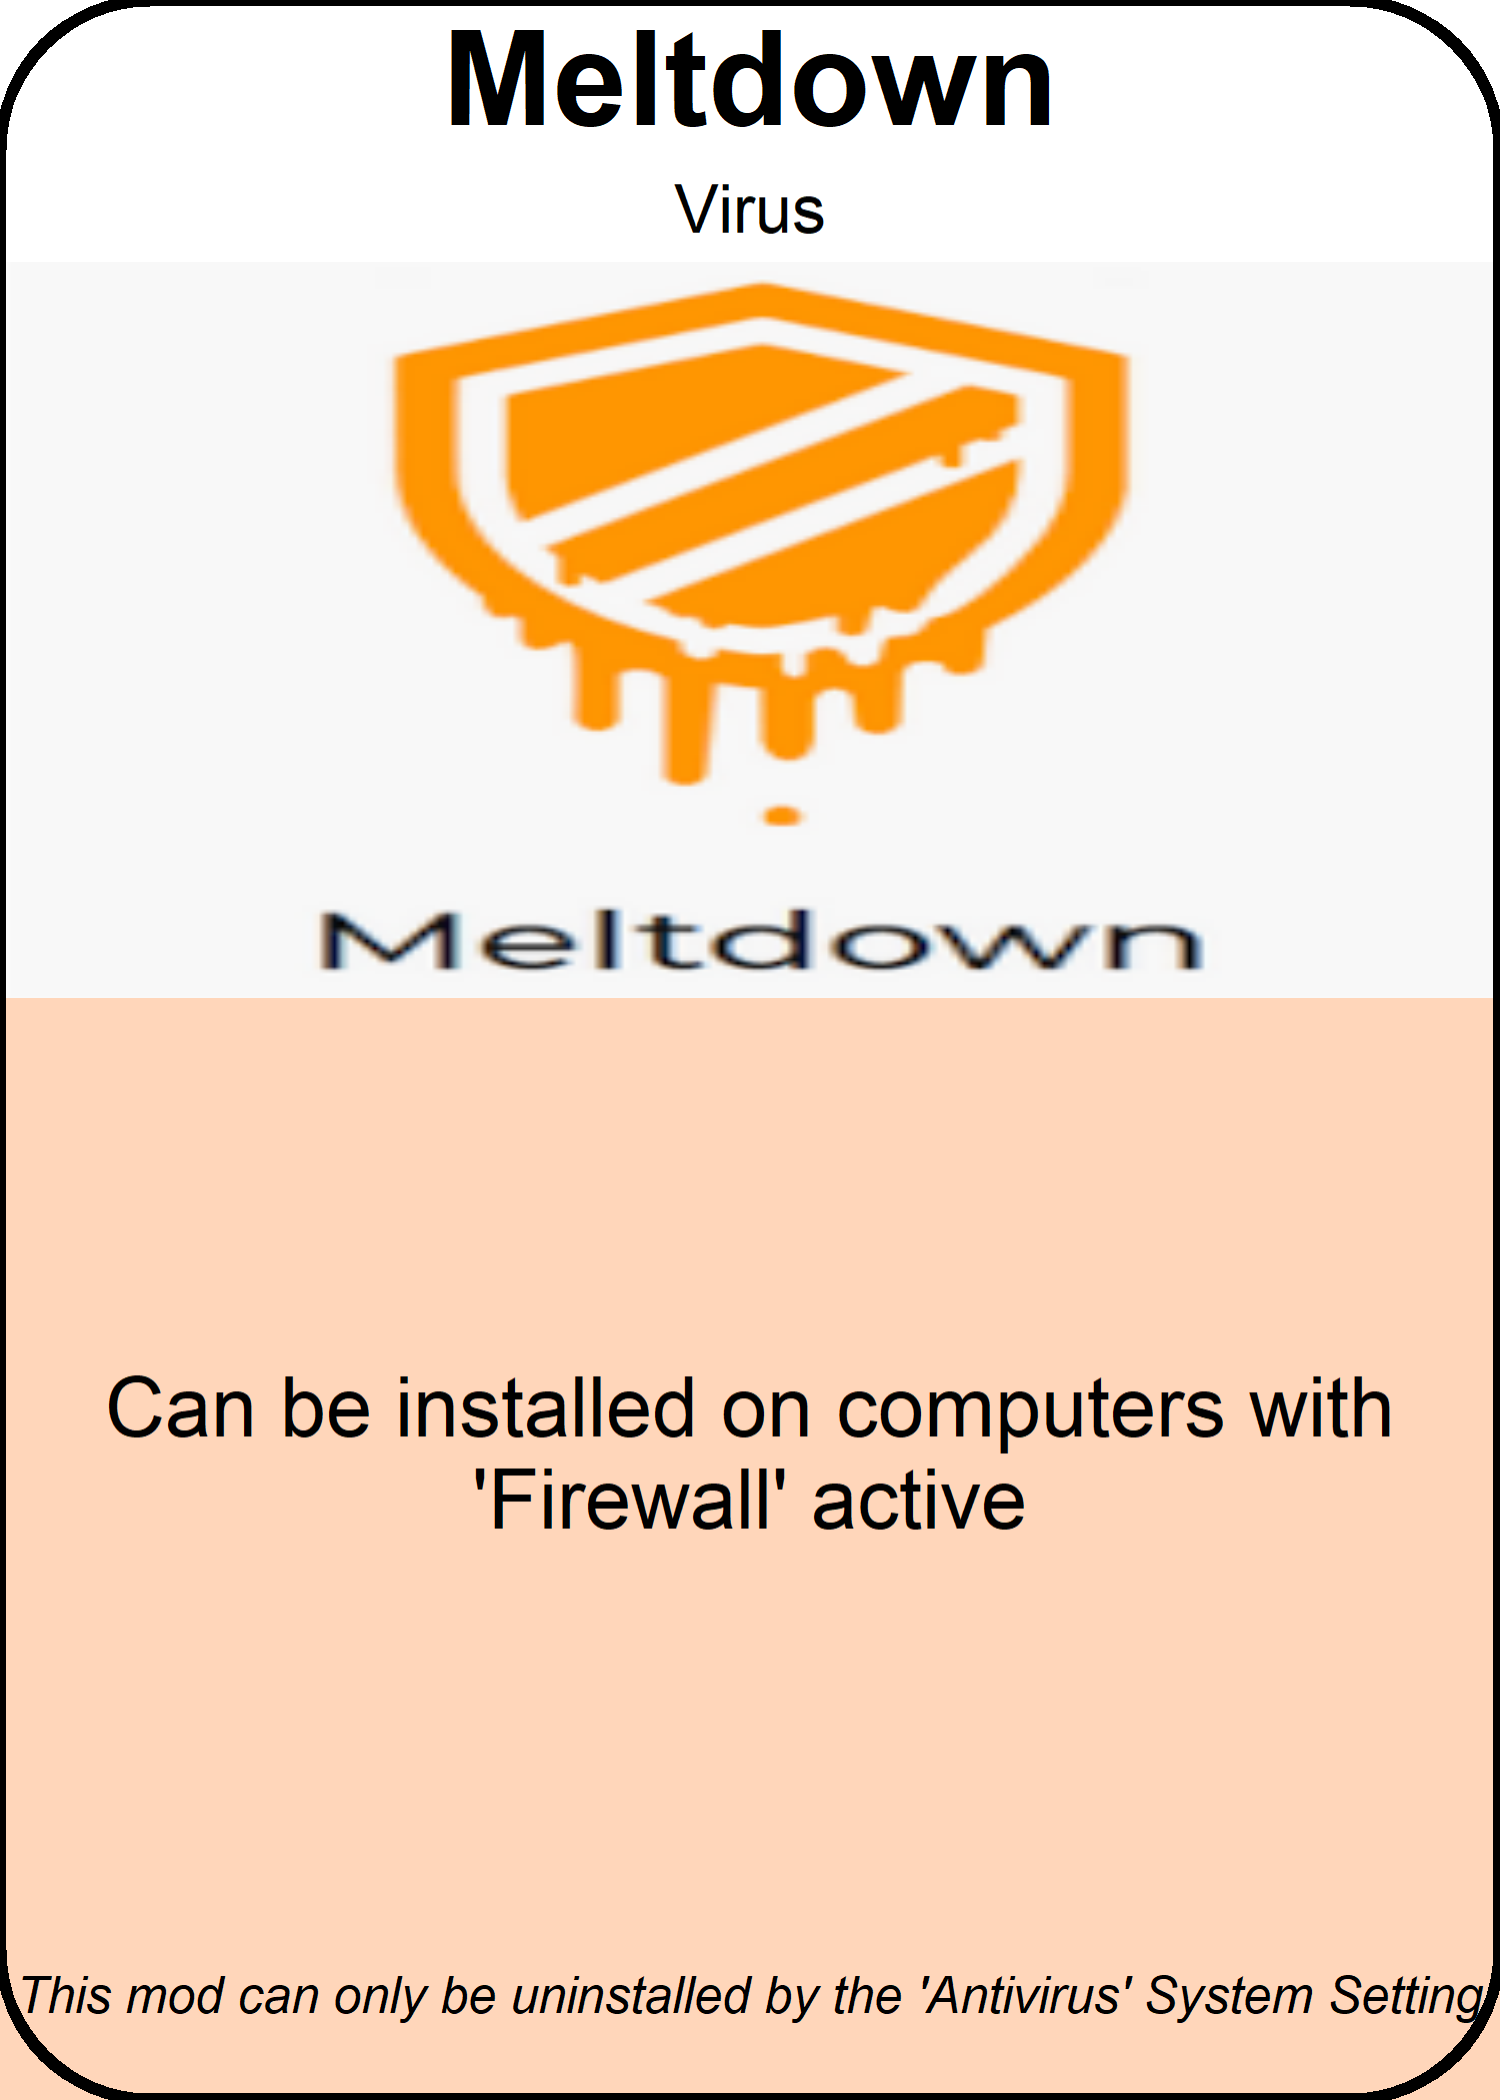 Meltdown
Virus
Meltdown
Can be installed on computers with
'Firewall' active
This mod can only be uninstalled by the 'Antivirus' System Setting